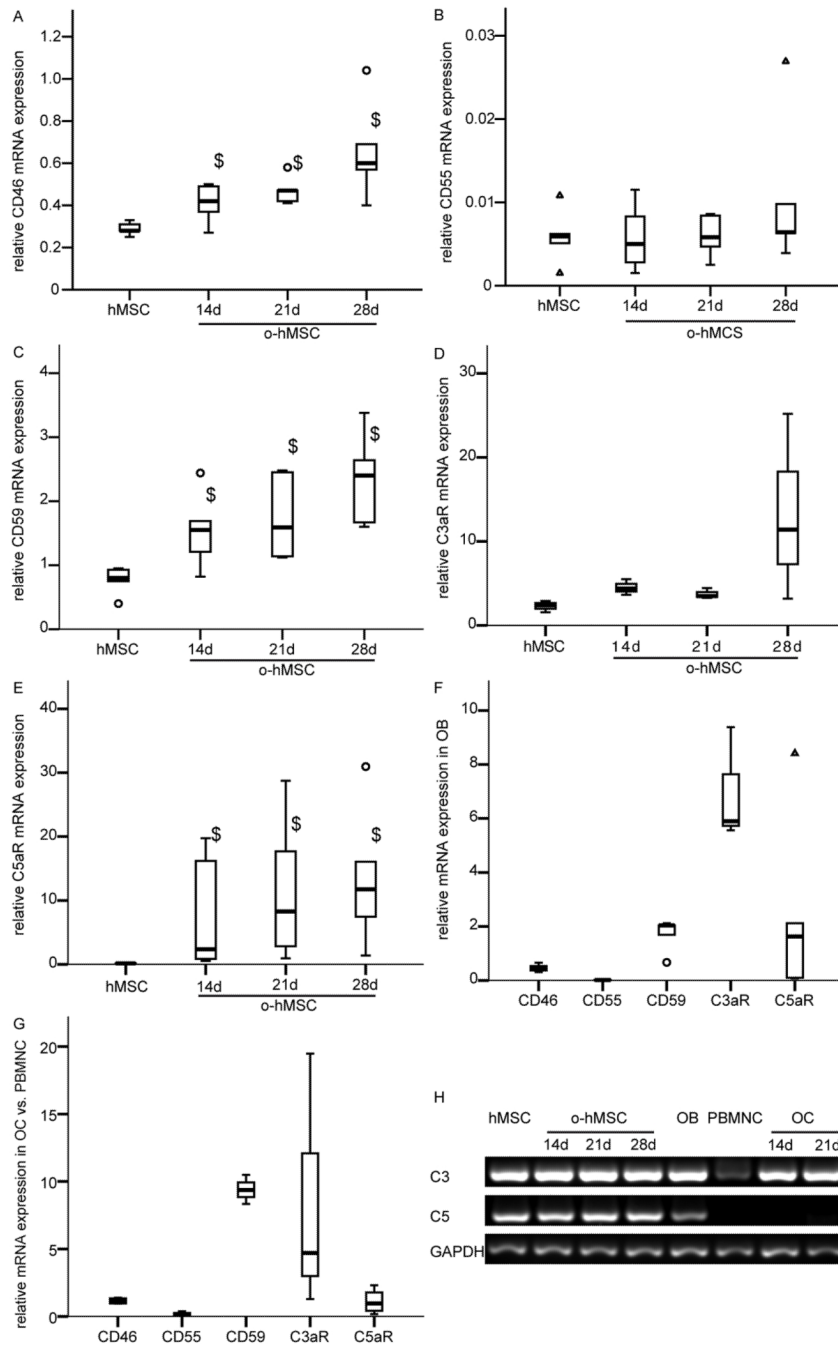 A
relative CD46 mRNA expression
1.2
1.0
0.8
0.6
0.4
0.2
0
$ $ $
hMSC 14d 21d 28d
o-hMSC
B
relative CD55 mRNA expression
0.03
0.02
0.01
0
hMSC 14d 21d 28d
o-hMCS
C
relative CD59 mRNA expression
4
3
2
1
0
$ $ $
hMSC 14d 21d 28d
o-hMSC
D
relative C3aR mRNA expression
30
20
10
0
hMSC 14d 21d 28d
o-hMSC
E
relative C5aR mRNA expression
40
30
20
10
0
$ $ $
hMSC 14d 21d 28d
o-hMSC
F
relative mRNA expression in OB
10
8
6
4
2
0
CD46 CD55 CD59 C3aR C5aR
G
relative mRNA expression in OC vs. PBMNC
20
15
10
5
0
CD46 CD55 CD59 C3aR C5aR
H
hMSC o-hMSC OB PBMNC OC
14d 21d 28d 14d 21d
C3
C5
GAPDH